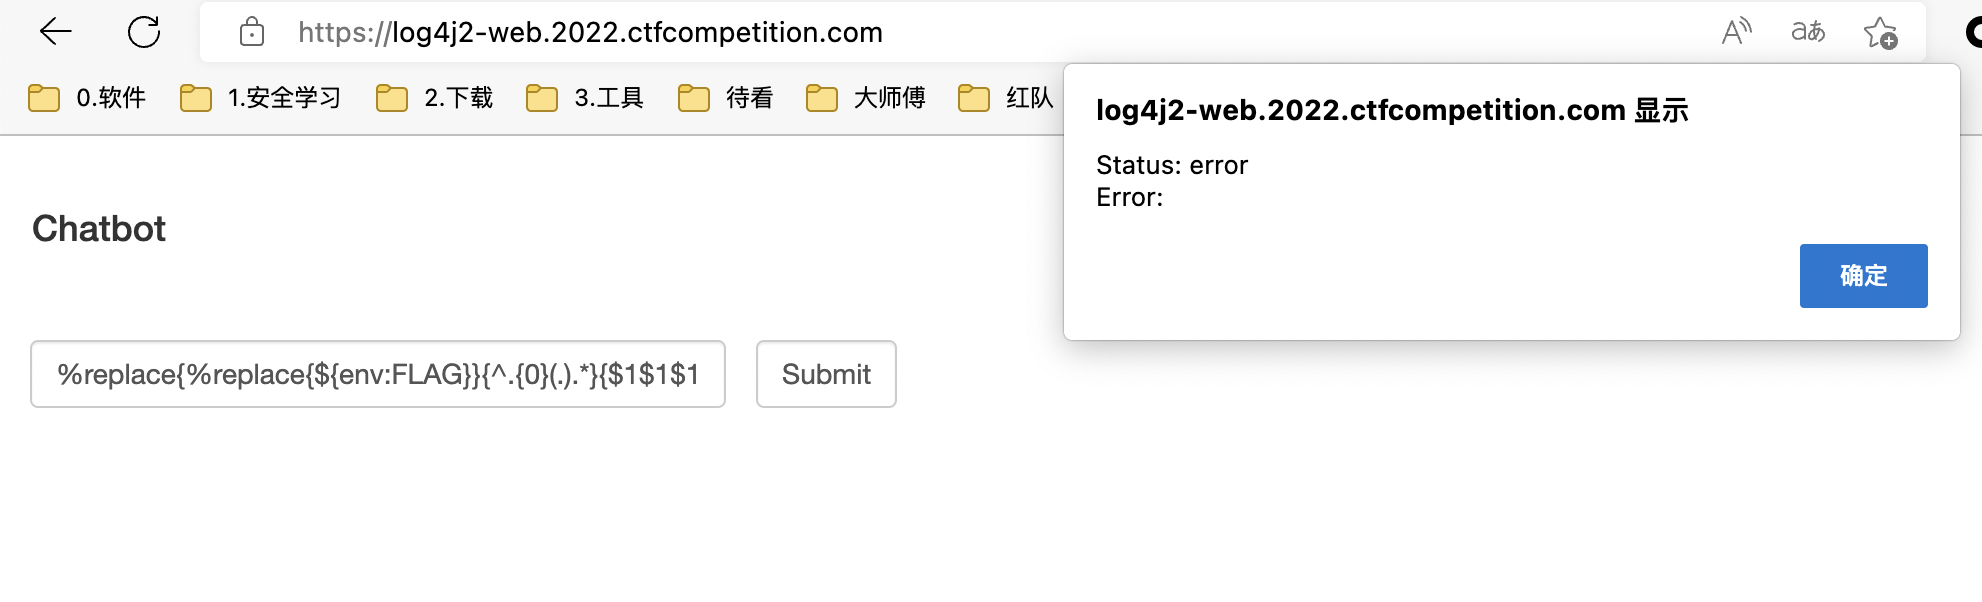 https://log4j2-web.2022.ctfcompetition.com
aあ
0.软件 1.安全学习 2.下载 3.工具 待看 大师傅 红队
log4j2-web.2022.ctfcompetition.com 显示
Status: error
Error:
确定
Chatbot
%replace{%replace{${env:FLAG}}{^.{0}(.).*}{$1$1$1 Submit